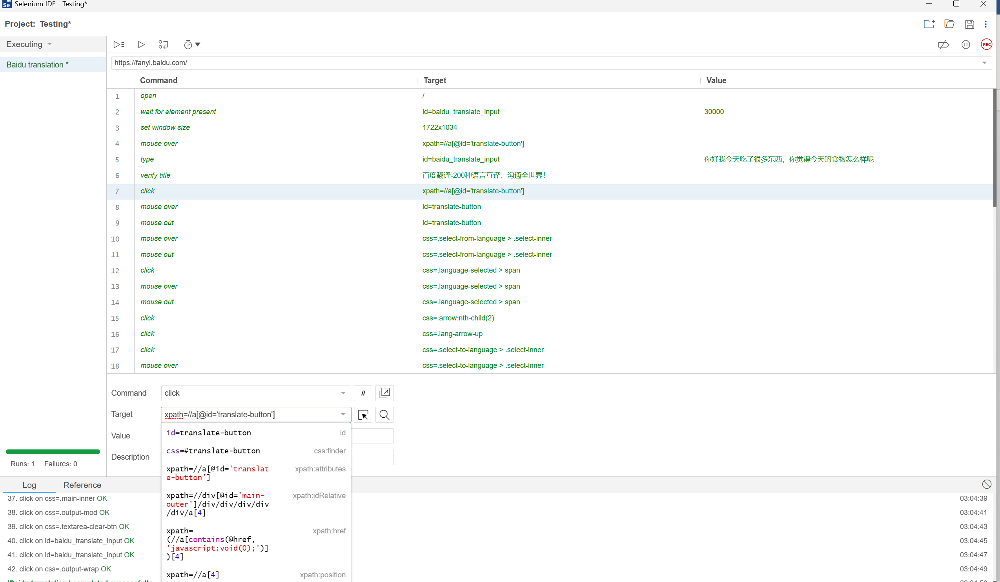 Selenium IDE - Testing*
Project: Testing*
Executing
REC
Baidu translation *
https://fanyi.baidu.com/
Command Target Value
1 open /
2 wait for element present id=baidu_translate_input 30000
3 set window size 1722x1034
4 mouse over xpath=//a[@id='translate-button']
5 type id=baidu_translate_input 你好我今天吃了很多东西，你觉得今天的食物怎么样呢
6 verify title 百度翻译-200种语言互译、沟通全世界！
7 click xpath=//a[@id='translate-button']
8 mouse over id=translate-button
9 mouse out id=translate-button
10 mouse over css=.select-from-language > .select-inner
11 mouse out css=.select-from-language > .select-inner
12 click css=.language-selected > span
13 mouse over css=.language-selected > span
14 mouse out css=.language-selected > span
15 click css=.arrow:nth-child(2)
16 click css=.lang-arrow-up
17 click css=.select-to-language > .select-inner
18 mouse over css=.select-to-language > .select-inner
Command click //
Target xpath=//a[@id='translate-button']
Value
Description
id=translate-button id
css=#translate-button css:finder
xpath=//a[@id='translat xpath:attributes
e-button']
xpath=//div[@id='main- xpath:idRelative
outer']/div/div/div/div
/div/a[4]
xpath= xpath:href
(//a[contains(@href,
'javascript:void(0);')]
)[4]
xpath=//a[4] xpath:position
Runs: 1 Failures: 0
Log Reference
37. click on css=.main-inner OK 03:04:39
38. click on css=.output-mod OK 03:04:41
39. click on css=.textarea-clear-btn OK 03:04:43
40. click on id=baidu_translate_input OK 03:04:45
41. click on id=baidu_translate_input OK 03:04:47
42. click on css=.output-wrap OK 03:04:49
'Baidu translation ' completed successfully